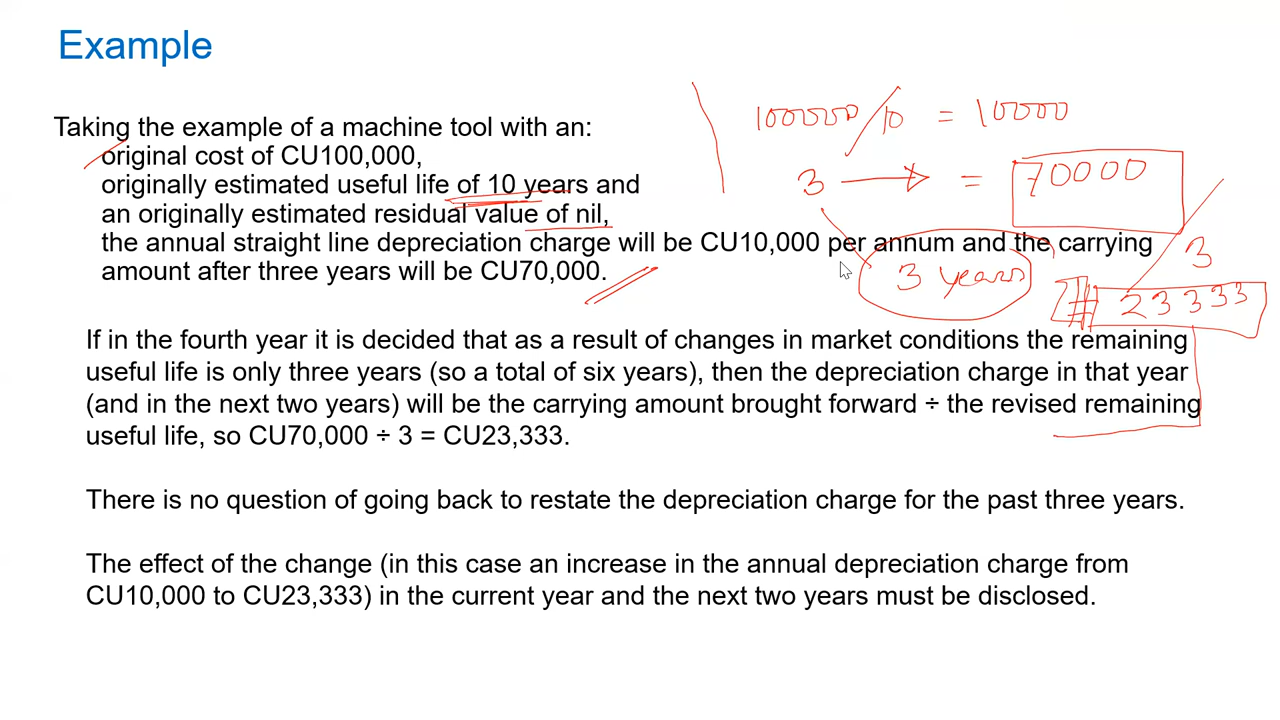 Example
Taking the example of a machine tool with an:
original cost of CU100,000,
originally estimated useful life of 10 years and
an originally estimated residual value of nil,
the annual straight line depreciation charge will be CU10,000 per annum and the carrying
amount after three years will be CU70,000.
100000/10 = 10000
3 → = 70000
3
3 years
23333
If in the fourth year it is decided that as a result of changes in market conditions the remaining
useful life is only three years (so a total of six years), then the depreciation charge in that year
(and in the next two years) will be the carrying amount brought forward ÷ the revised remaining
useful life, so CU70,000 ÷ 3 = CU23,333.
There is no question of going back to restate the depreciation charge for the past three years.
The effect of the change (in this case an increase in the annual depreciation charge from
CU10,000 to CU23,333) in the current year and the next two years must be disclosed.